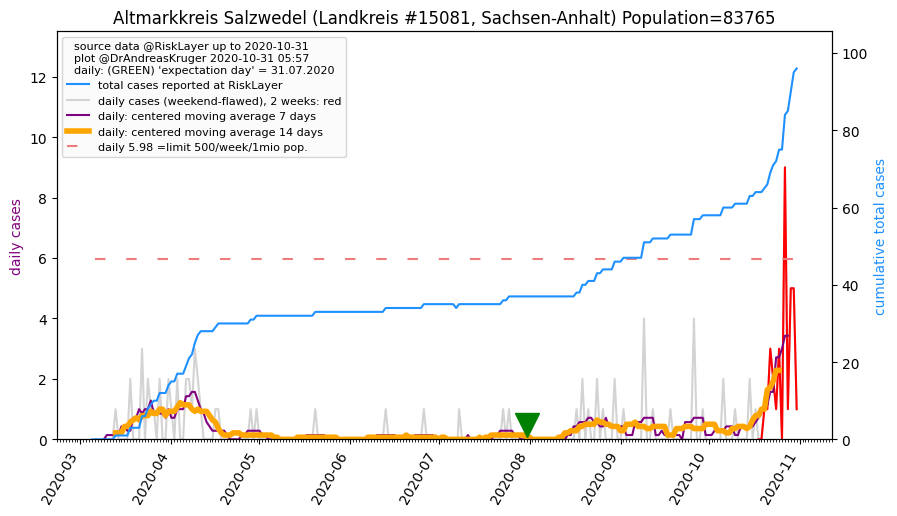 Altmarkkreis Salzwedel (Landkreis #15081, Sachsen-Anhalt) Population=83765
source data @RiskLayer up to 2020-10-31
plot @DrAndreasKruger 2020-10-31 05:57
daily: (GREEN) 'expectation day' = 31.07.2020
total cases reported at RiskLayer
daily cases (weekend-flawed), 2 weeks: red
daily: centered moving average 7 days
daily: centered moving average 14 days
daily 5.98 =limit 500/week/1mio pop.
daily cases
12
10
8
6
4
2
0
cumulative total cases
100
80
60
40
20
0
2020-03
2020-04
2020-05
2020-06
2020-07
2020-08
2020-09
2020-10
2020-11